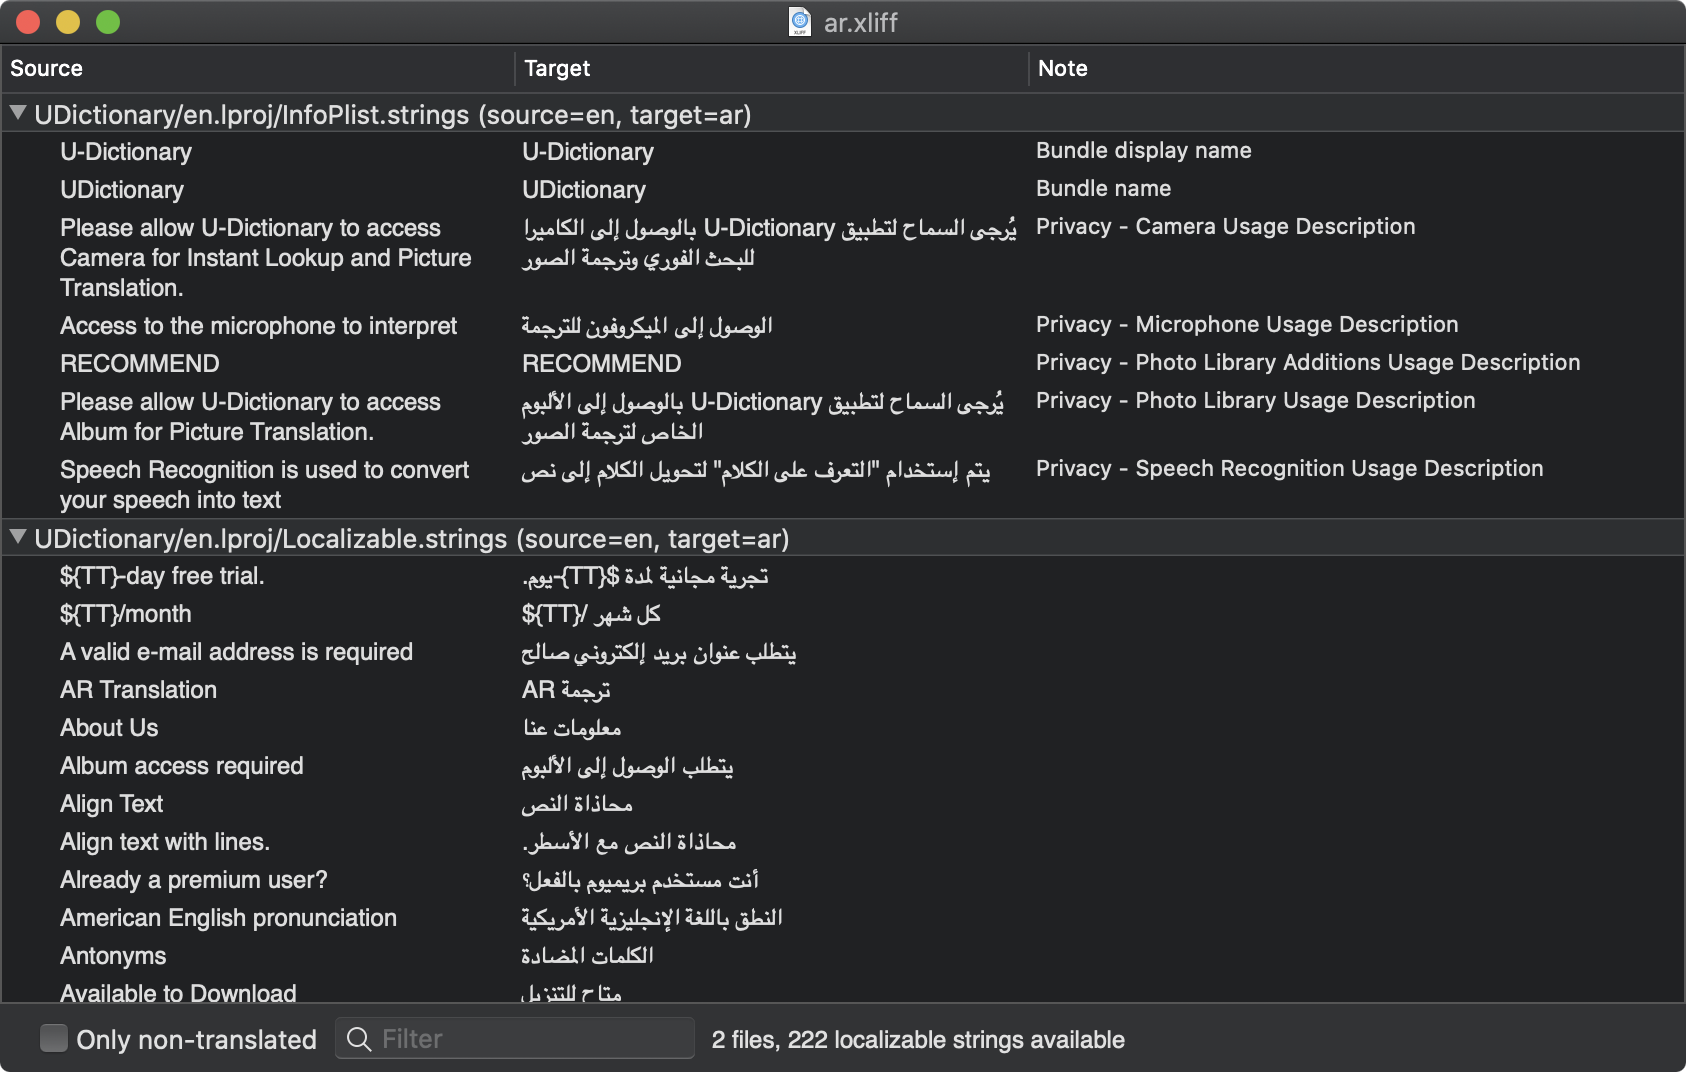 ar.xliff
Source Target Note
UDictionary/en.lproj/InfoPlist.strings (source=en, target=ar)
U-Dictionary U-Dictionary Bundle display name
UDictionary UDictionary Bundle name
Please allow U-Dictionary to access يُرجى السماح لتطبيق U-Dictionary بالوصول إلى الكاميرا Privacy - Camera Usage Description
Camera for Instant Lookup and Picture للبحث الفوري وترجمة الصور
Translation.
Access to the microphone to interpret الوصول إلى الميكروفون للترجمة Privacy - Microphone Usage Description
RECOMMEND RECOMMEND Privacy - Photo Library Additions Usage Description
Please allow U-Dictionary to access يُرجى السماح لتطبيق U-Dictionary بالوصول إلى الألبوم Privacy - Photo Library Usage Description
Album for Picture Translation. الخاص لترجمة الصور
Speech Recognition is used to convert يتم إستخدام "التعرف على الكلام" لتحويل الكلام إلى نص Privacy - Speech Recognition Usage Description
your speech into text
UDictionary/en.lproj/Localizable.strings (source=en, target=ar)
${TT}-day free trial. تجربة مجانية لمدة ${TT}-يوم.
${TT}/month ${TT}/ كل شهر
A valid e-mail address is required يتطلب عنوان بريد إلكتروني صالح
AR Translation ترجمة AR
About Us معلومات عنا
Album access required يتطلب الوصول إلى الألبوم
Align Text محاذاة النص
Align text with lines. محاذاة النص مع الأسطر.
Already a premium user? أنت مستخدم بريميوم بالفعل؟
American English pronunciation النطق باللغة الإنجليزية الأمريكية
Antonyms الكلمات المضادة
Available to Download متاح للتنزيل
Only non-translated Filter 2 files, 222 localizable strings available